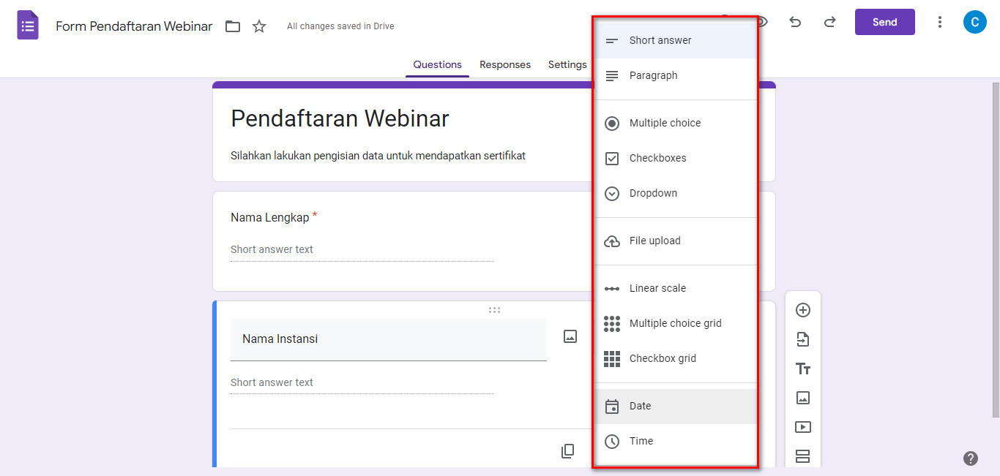 Form Pendaftaran Webinar
All changes saved in Drive
Send
C
Questions
Responses
Settings
Pendaftaran Webinar
Silahkan lakukan pengisian data untuk mendapatkan sertifikat
Nama Lengkap *
Short answer text
Nama Instansi
Short answer text
Short answer
Paragraph
Multiple choice
Checkboxes
Dropdown
File upload
Linear scale
Multiple choice grid
Checkbox grid
Date
Time
Tт
?